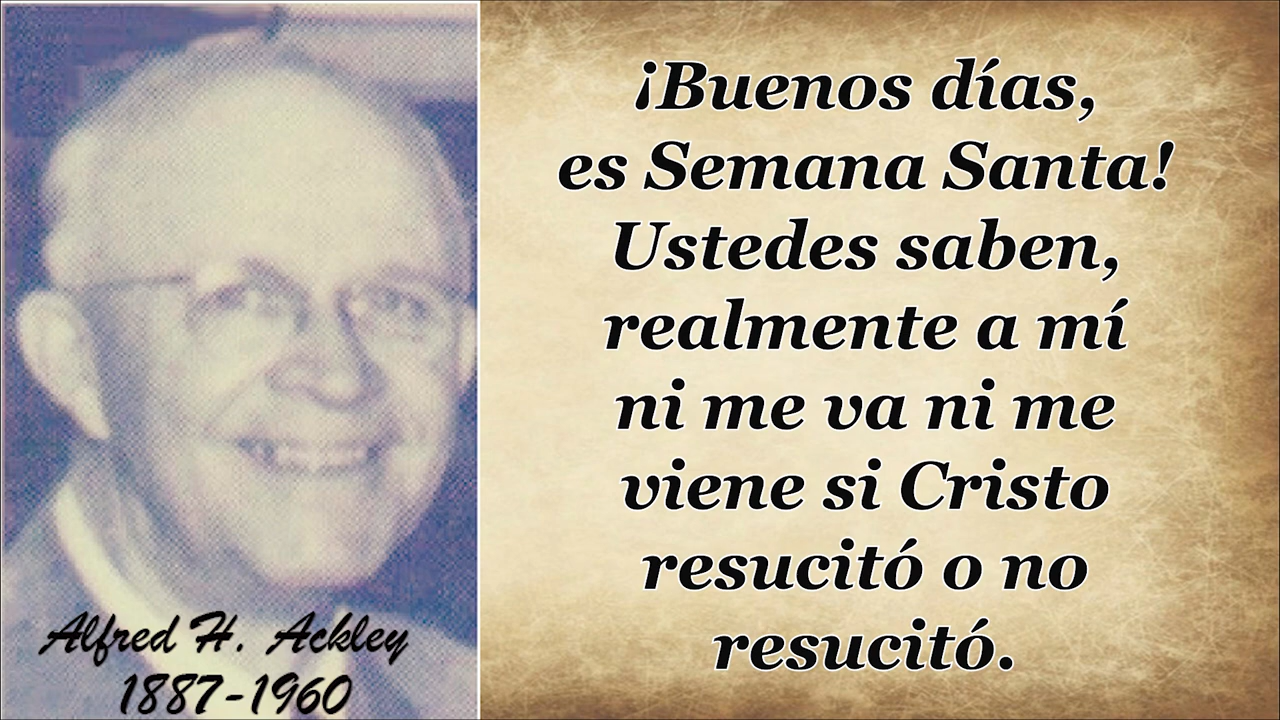 ¡Buenos días,
es Semana Santa!
Ustedes saben,
realmente a mí
ni me va ni me
viene si Cristo
resucitó o no
resucitó.
Alfred H. Ackley
1887-1960